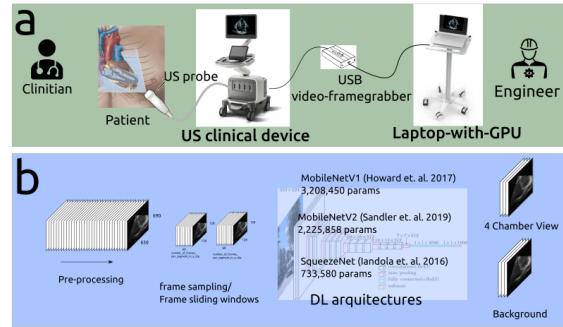 a
Clinitian
US probe
Patient
US clinical device
USB
video-framegrabber
Laptop-with-GPU
Engineer
b
690
650
Pre-processing
frame sampling/
Frame sliding windows
MobileNetV1 (Howard et. al. 2017)
3,208,450 params
MobileNetV2 (Sandler et. al. 2019)
2,225,858 params
SqueezeNet (Iandola et. al. 2016)
733,580 params
DL arquitectures
4 Chamber View
Background